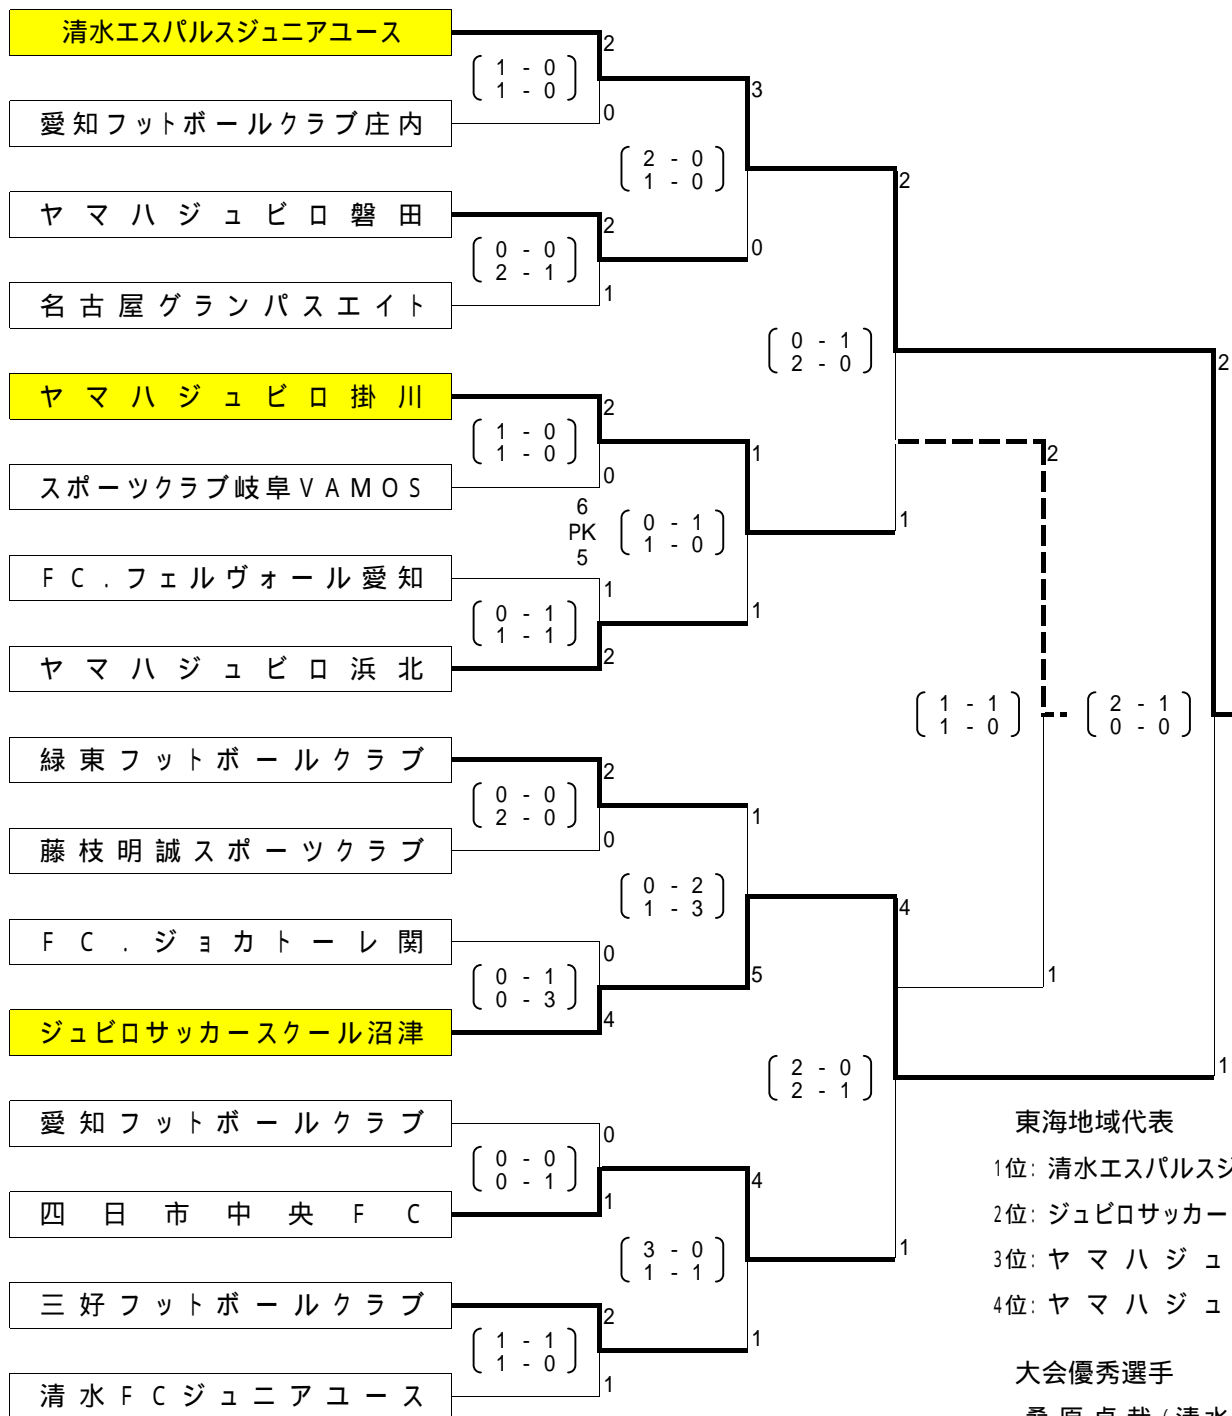 清水エスパルスジュニアユース
2
1 - 0
1 - 0
3
0
愛知フットボールクラブ庄内
2 - 0
1 - 0
2
ヤマハジュビロ磐田
2
0 - 0
2 - 1
0
1
名古屋グランパスエイト
0 - 1
2 - 0
2
ヤマハジュビロ掛川
2
1 - 0
1 - 0
1
2
0
スポーツクラブ岐阜VAMOS
6
PK
5
0 - 1
1 - 0
1
FC.フェルヴォール愛知
1
0 - 1
1 - 1
1
2
ヤマハジュビロ浜北
1 - 1
1 - 0
2 - 1
0 - 0
緑東フットボールクラブ
2
0 - 0
2 - 0
1
0
藤枝明誠スポーツクラブ
0 - 2
1 - 3
4
FC.ジョカトーレ関
0
0 - 1
0 - 3
5
1
4
ジュビロサッカースクール沼津
2 - 0
2 - 1
1
愛知フットボールクラブ
0
0 - 0
0 - 1
4
1
四日市中央FC
3 - 0
1 - 1
1
三好フットボールクラブ
2
1 - 1
1 - 0
1
1
清水FCジュニアユース
東海地域代表
1位: 清水エスパルスジ
2位: ジュビロサッカー
3位: ヤマハジュ
4位: ヤマハジュ
大会優秀選手